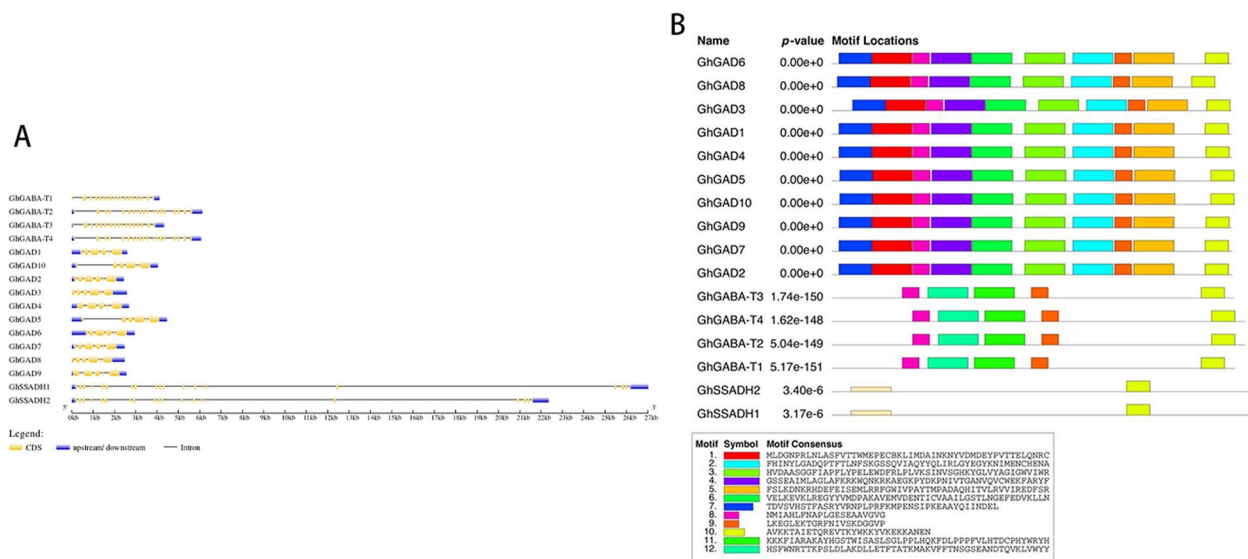 A
GhGABA-T1
GhGABA-T2
GhGABA-T3
GhGABA-T4
GhGAD1
GhGAD10
GhGAD2
GhGAD3
GhGAD4
GhGAD5
GhGAD6
GhGAD7
GhGAD8
GhGAD9
GhSSADH1
GhSSADH2
5' 3'
0kb 1kb 2kb 3kb 4kb 5kb 6kb 7kb 8kb 9kb 10kb 11kb 12kb 13kb 14kb 15kb 16kb 17kb 18kb 19kb 20kb 21kb 22kb 23kb 24kb 25kb 26kb 27kb
Legend:
CDS upstream/ downstream Intron
B
Name p-value Motif Locations
GhGAD6 0.00e+0
GhGAD8 0.00e+0
GhGAD3 0.00e+0
GhGAD1 0.00e+0
GhGAD4 0.00e+0
GhGAD5 0.00e+0
GhGAD10 0.00e+0
GhGAD9 0.00e+0
GhGAD7 0.00e+0
GhGAD2 0.00e+0
GhGABA-T3 1.74e-150
GhGABA-T4 1.62e-148
GhGABA-T2 5.04e-149
GhGABA-T1 5.17e-151
GhSSADH2 3.40e-6
GhSSADH1 3.17e-6
Motif Symbol Motif Consensus
1. MLDGNPRLNLASFVTTWMEPECBKLIMDAINKNYVDMDEYPVTTELQNRC
2. FHINYLGADQPTFTLNFSKGSSQVIAQYYQLIRLGYEGYKNIMENCHENA
3. HVDAASGGFIAPFLYPELEWDFRLPLVKSINVSGHKYGLVYAGIGWVIWR
4. GSSEAIMLAGLAFKRKWQNKRKAEGKPYDKPNIVTGANVQVCWEKFARYF
5. FSLKDNKRHDEFEISEMLRRFGWIVPAYTMPADAQHITVLRVVIREDFSR
6. VELKEVKLREGYYVMDPAKAVEMVDENTICVAAILGSTLNGEFEDVKLLN
7. TDVSVHSTFASRYVRNPLPRFKMPENSIPKEAAYQIINDEL
8. NMIAHLFNAPLGESEAAVGVG
9. LKEGLEKTGRFNIVSKDGGVP
10. AVKKTAIETQREVTKYWKKYVKEKKANEN
11. KKKFIARAKAYHGSTWISASLSGLPPLHQKFDLPPPFVLHTDCPHYWRYH
12. HSFWNRTTKPSLDLAKDLLETFTATKMAKVFFTNSGSEANDTQVKLVWYY